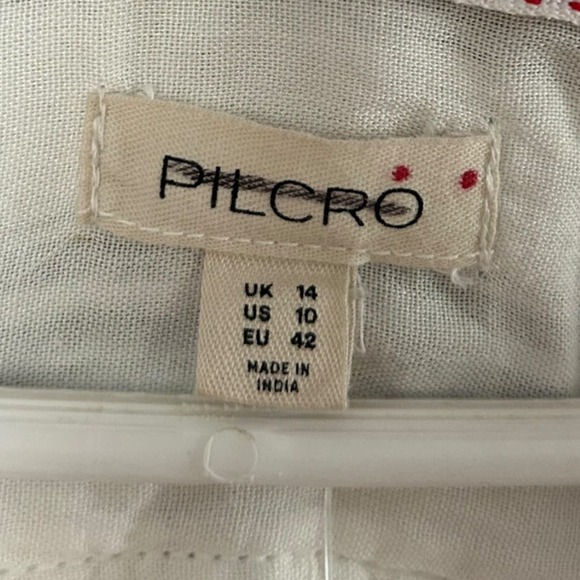 PILCRO
UK 14
US 10
EU 42
MADE IN
INDIA